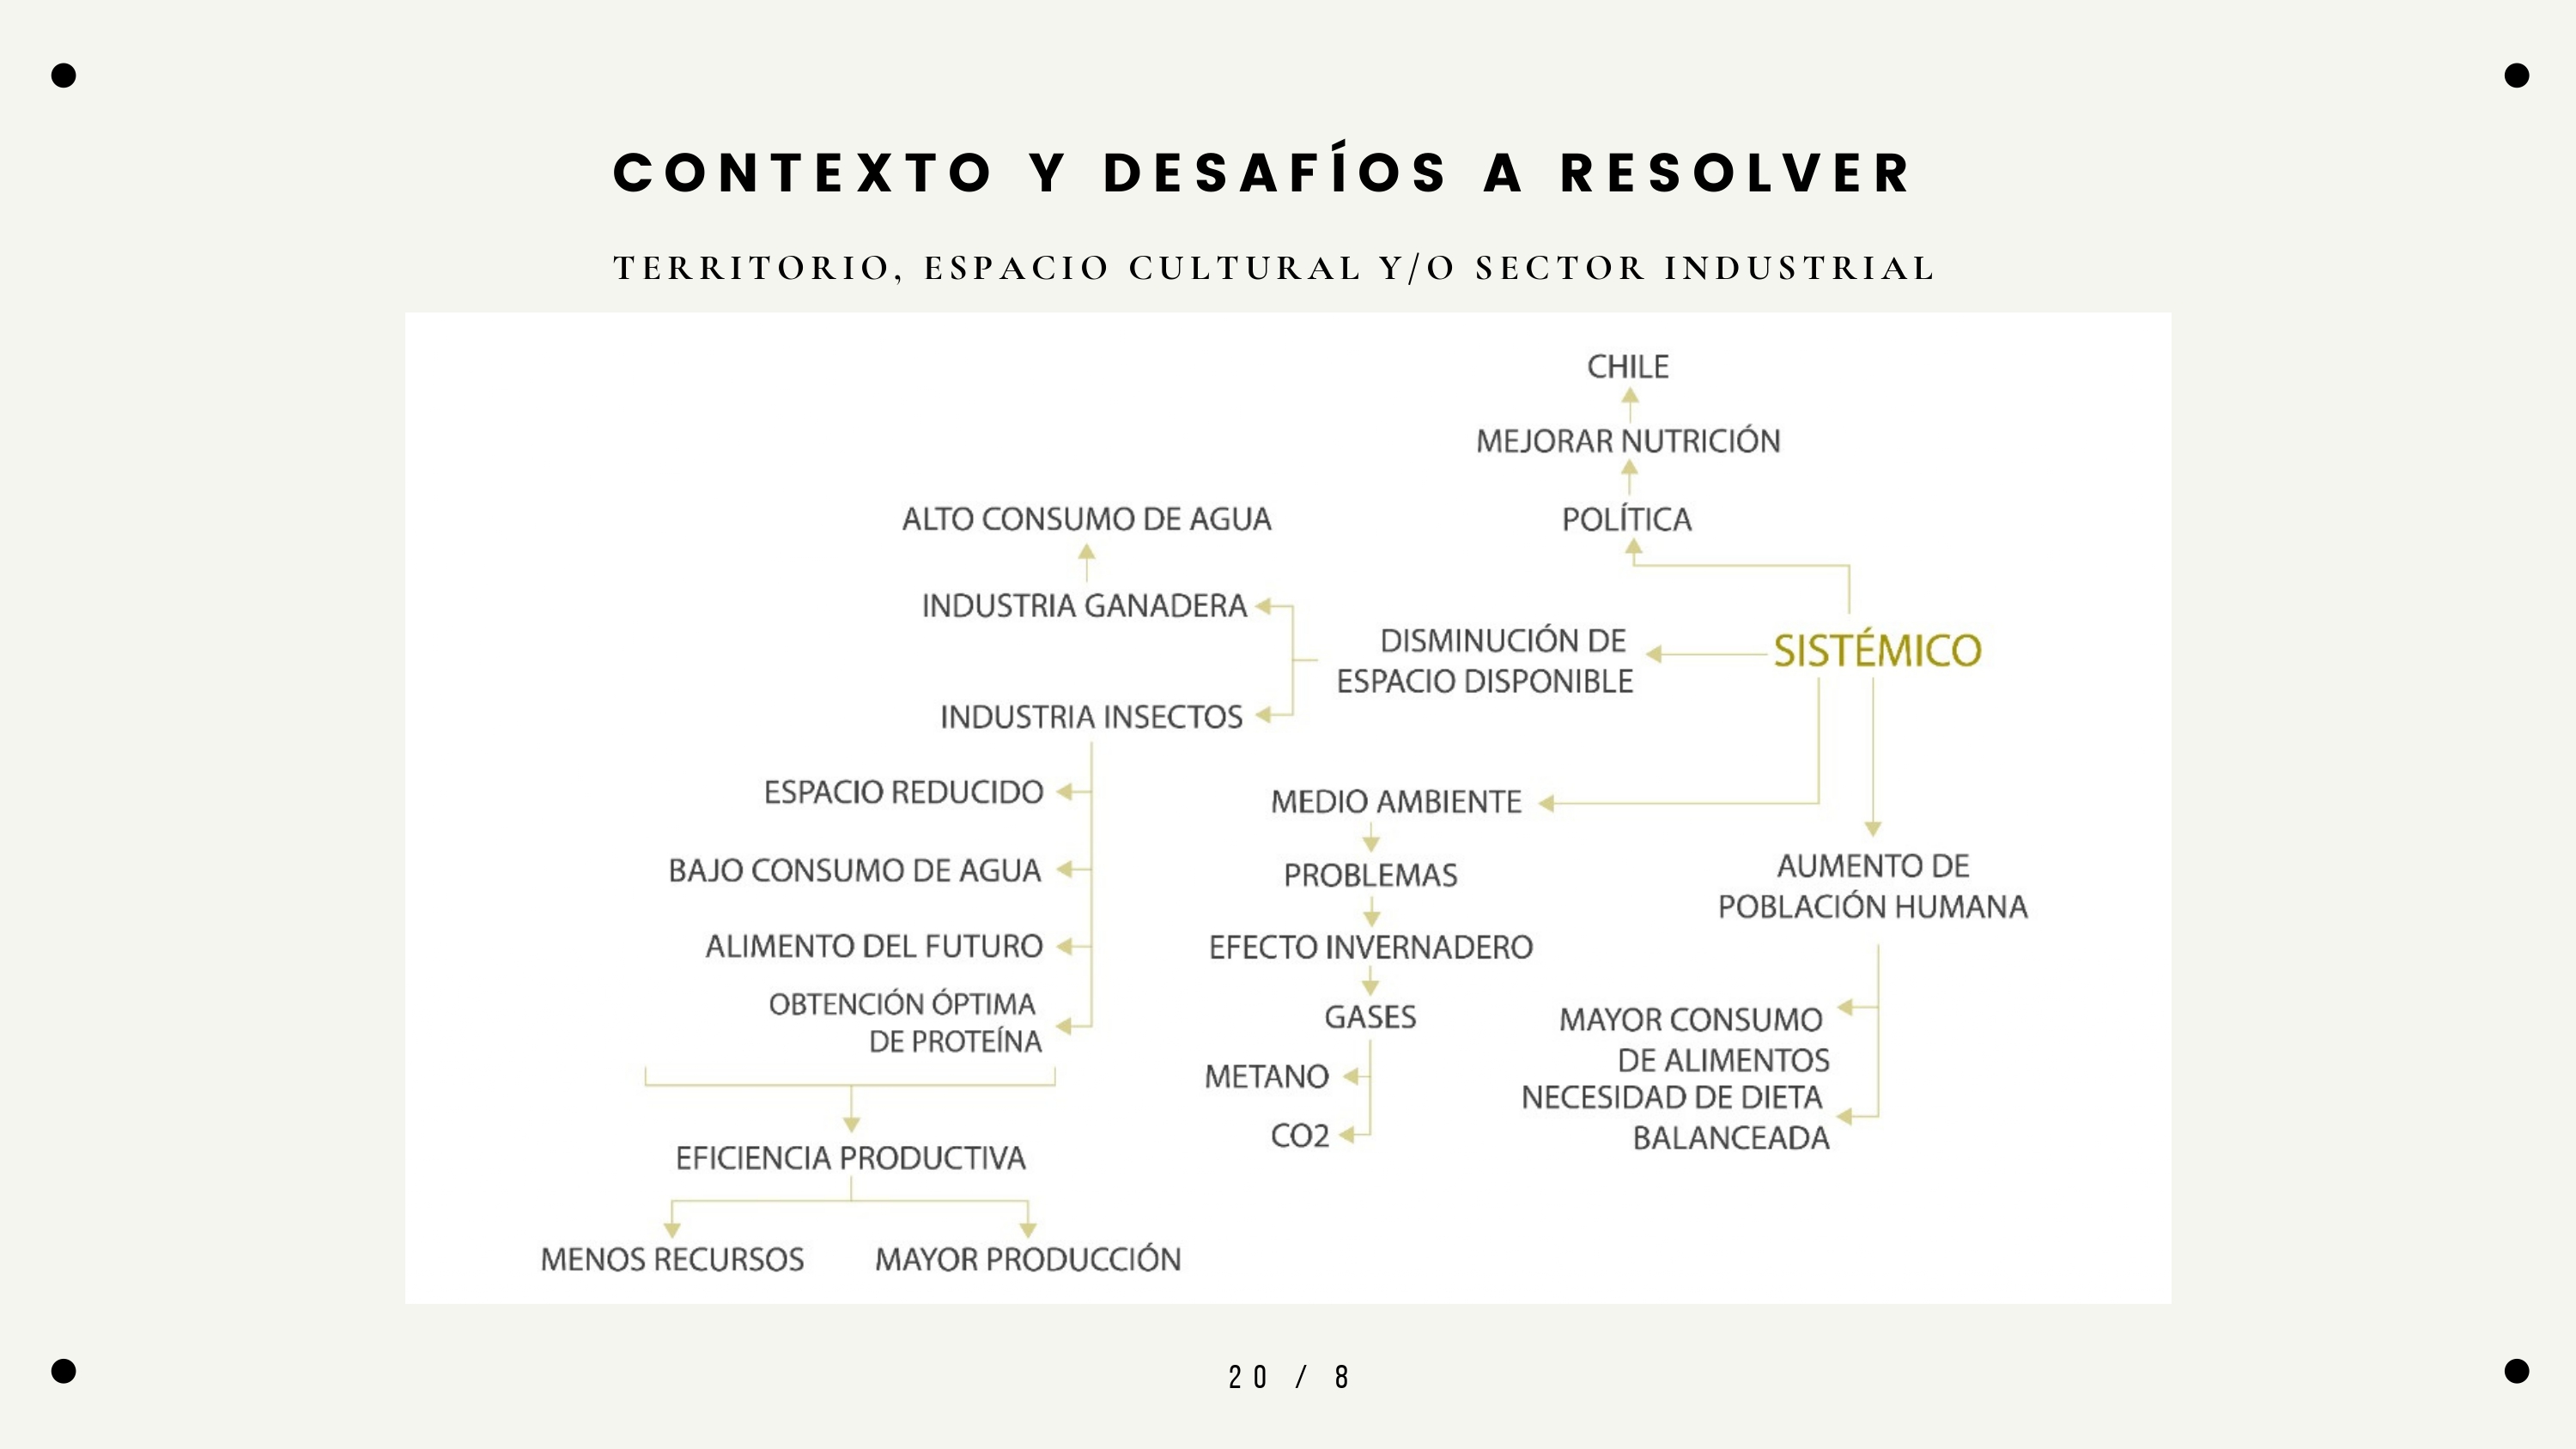 CONTEXTO Y DESAFÍOS A RESOLVER
TERRITORIO, ESPACIO CULTURAL Y/O SECTOR INDUSTRIAL
CHILE
MEJORAR NUTRICIÓN
POLÍTICA
ALTO CONSUMO DE AGUA
INDUSTRIA GANADERA
DISMINUCIÓN DE
ESPACIO DISPONIBLE
SISTÉMICO
INDUSTRIA INSECTOS
ESPACIO REDUCIDO
BAJO CONSUMO DE AGUA
ALIMENTO DEL FUTURO
OBTENCIÓN ÓPTIMA
DE PROTEÍNA
EFICIENCIA PRODUCTIVA
MENOS RECURSOS
MAYOR PRODUCCIÓN
MEDIO AMBIENTE
PROBLEMAS
EFECTO INVERNADERO
GASES
METANO
CO2
AUMENTO DE
POBLACIÓN HUMANA
MAYOR CONSUMO
DE ALIMENTOS
NECESIDAD DE DIETA
BALANCEADA
20 / 8